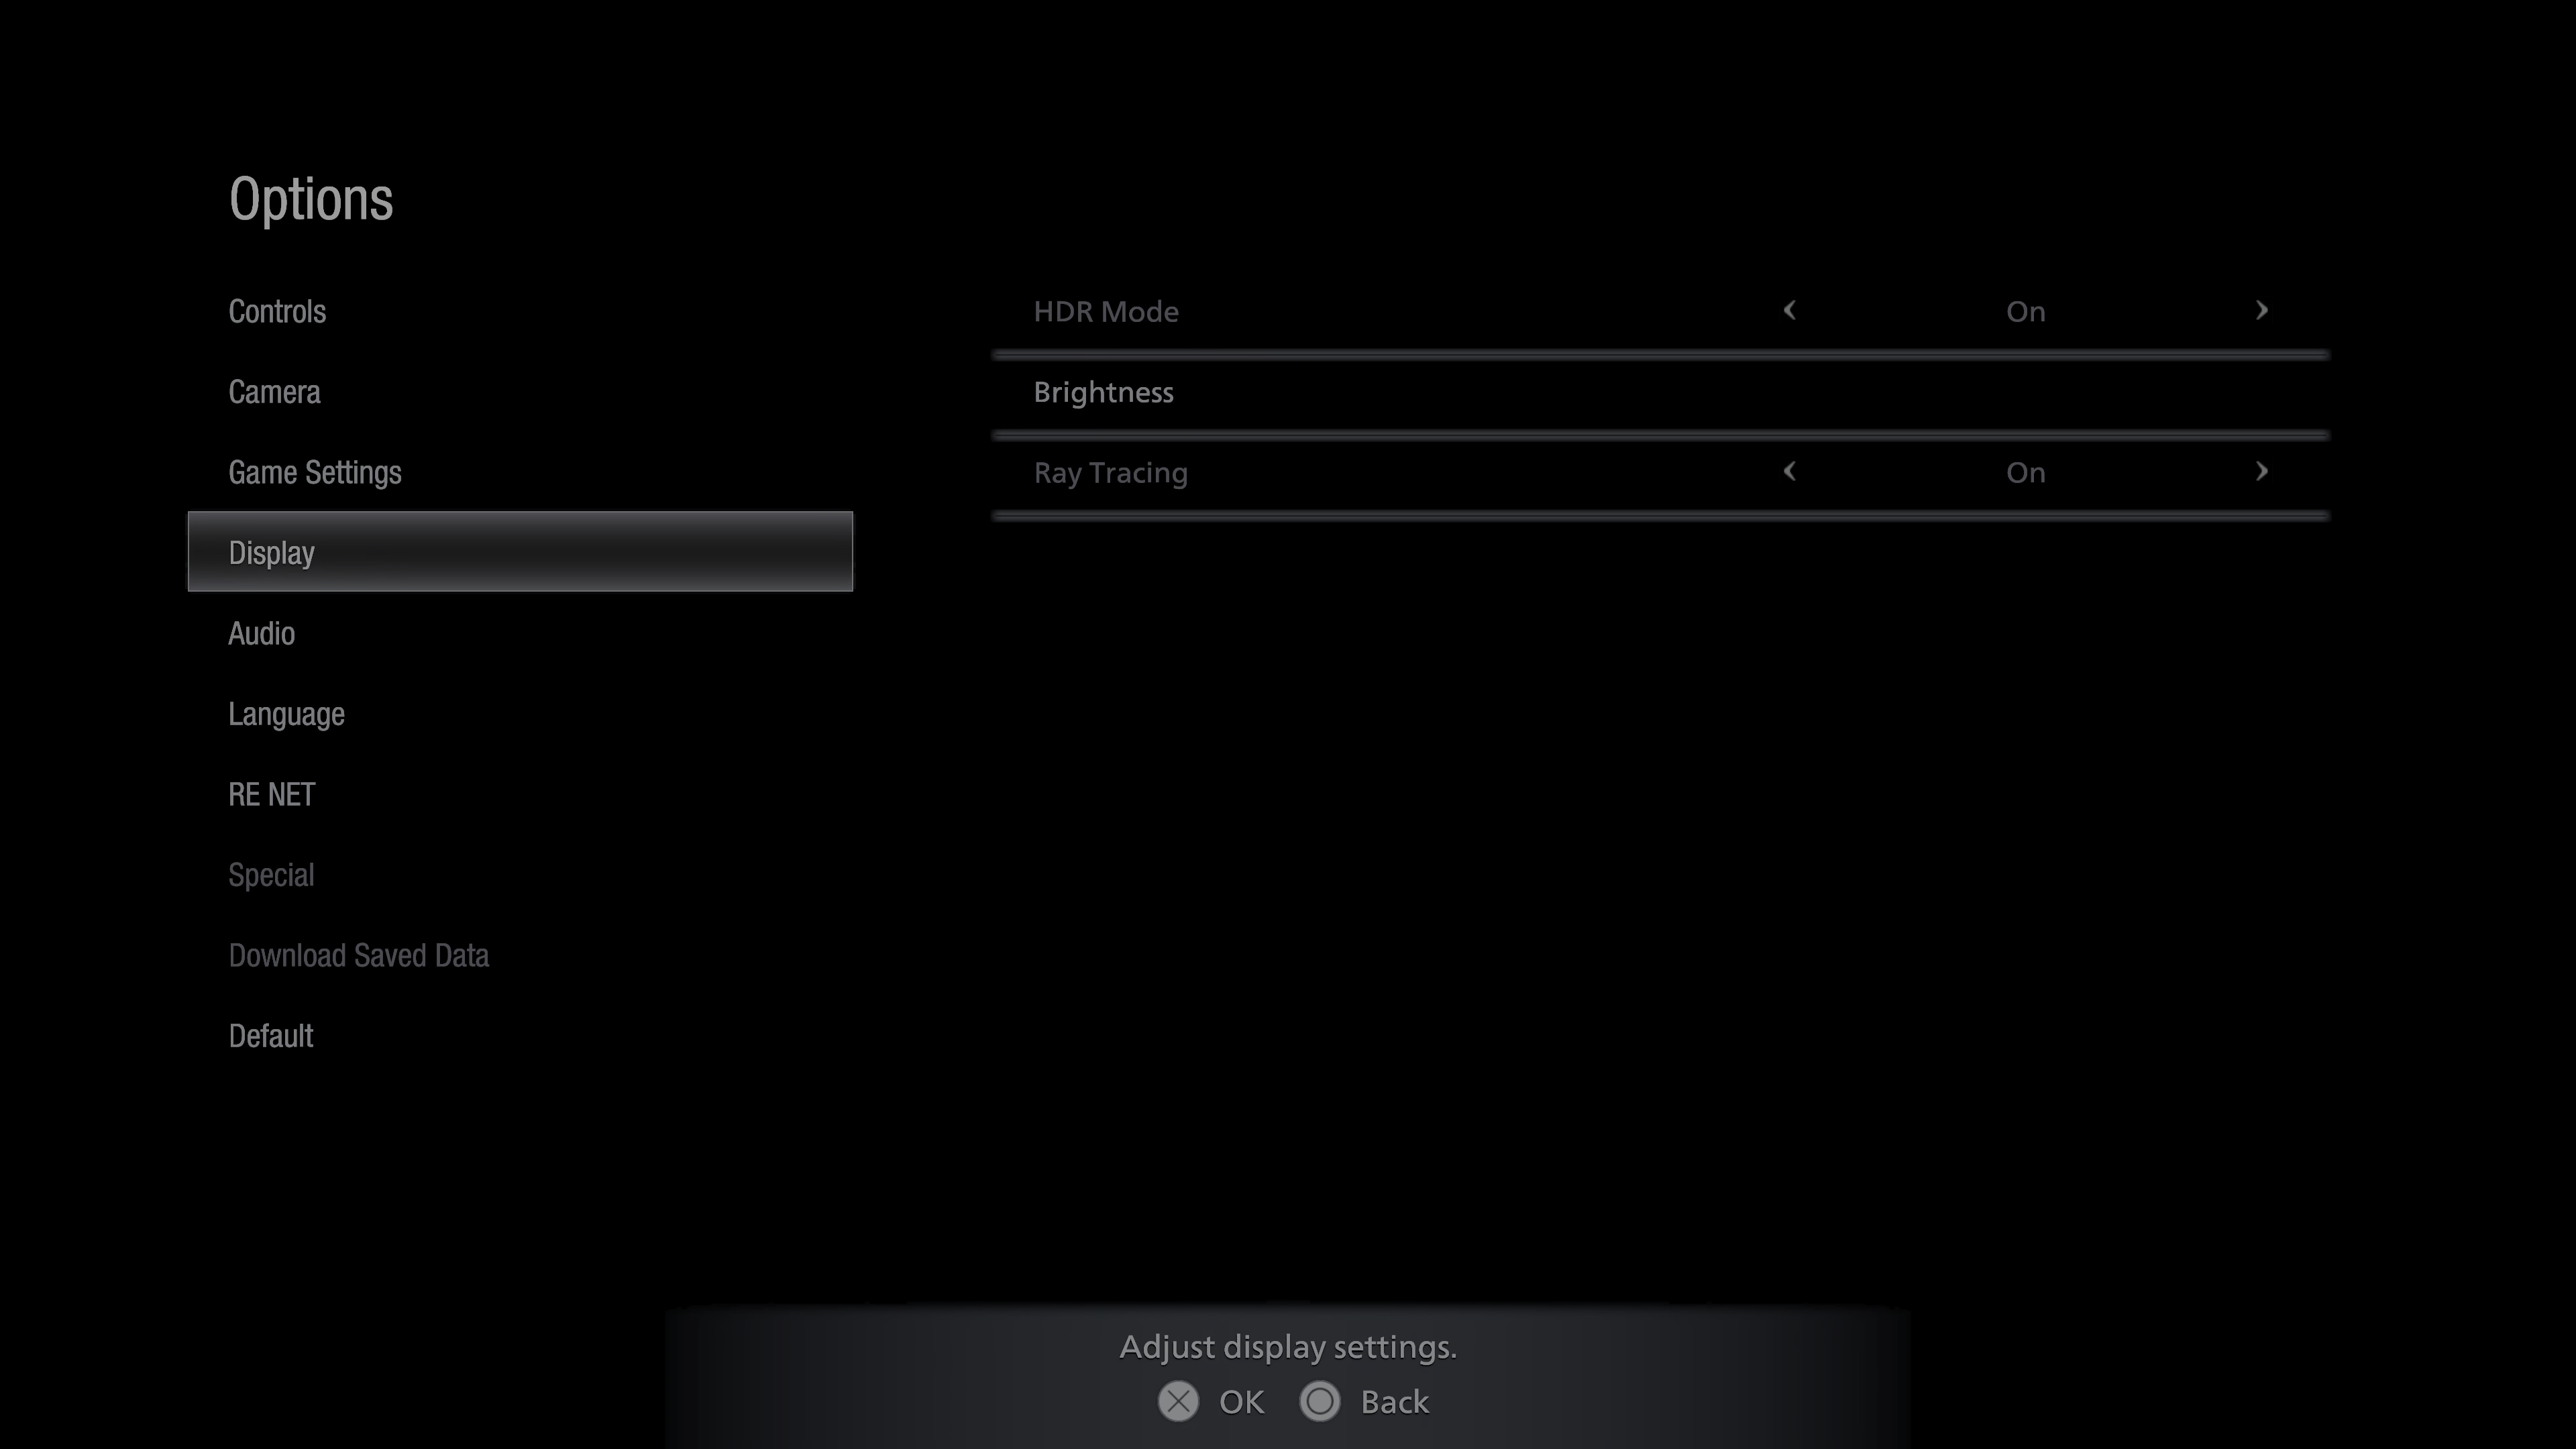 Options
Controls
Camera
Game Settings
Display
Audio
Language
RE NET
Special
Download Saved Data
Default
HDR Mode On
Brightness
Ray Tracing On
Adjust display settings.
OK Back